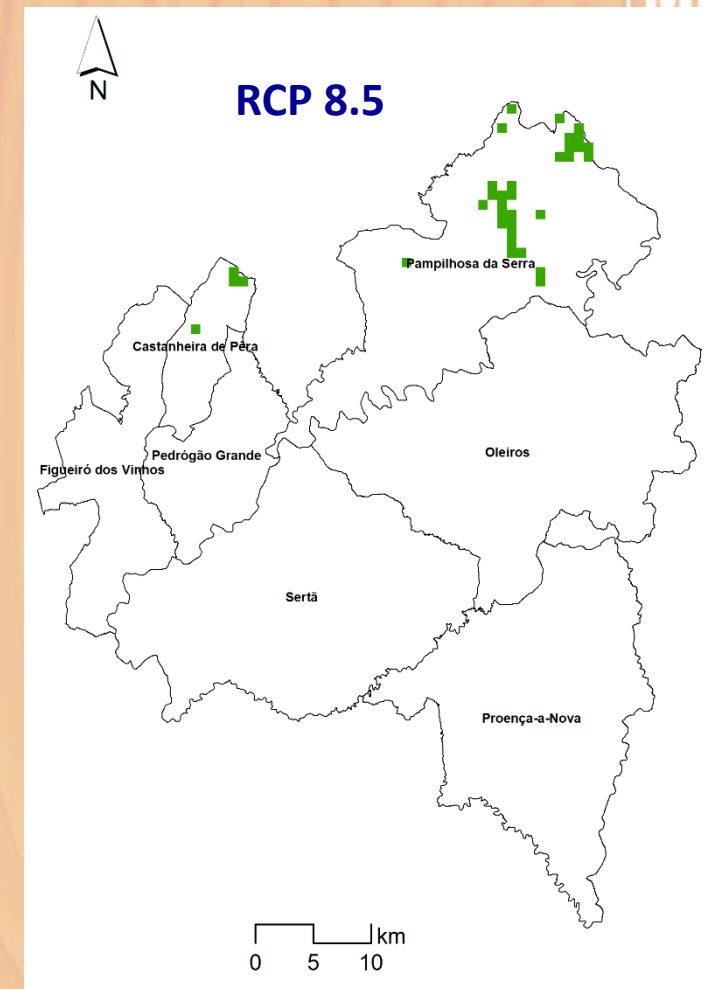 N
RCP 8.5
Pampilhosa da Serra
Castanheira de Pêra
Pedrógão Grande
Figueiró dos Vinhos
Oleiros
Sertã
Proença-a-Nova
km
0 5 10